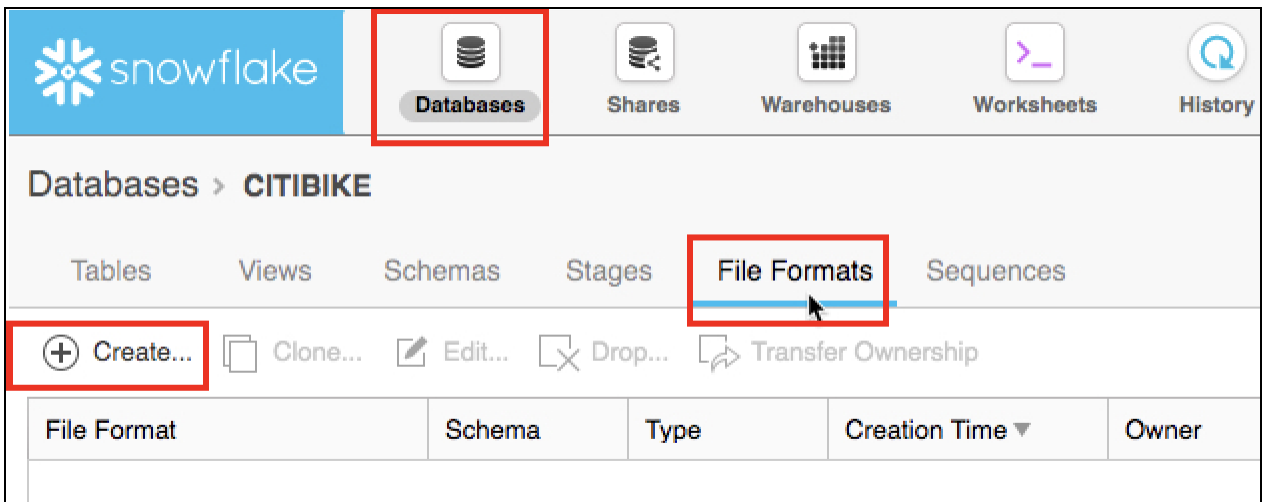 snowflake
Databases Shares Warehouses Worksheets History
Databases > CITIBIKE
Tables Views Schemas Stages File Formats Sequences
Create... Clone... Edit... Drop... Transfer Ownership
File Format Schema Type Creation Time Owner